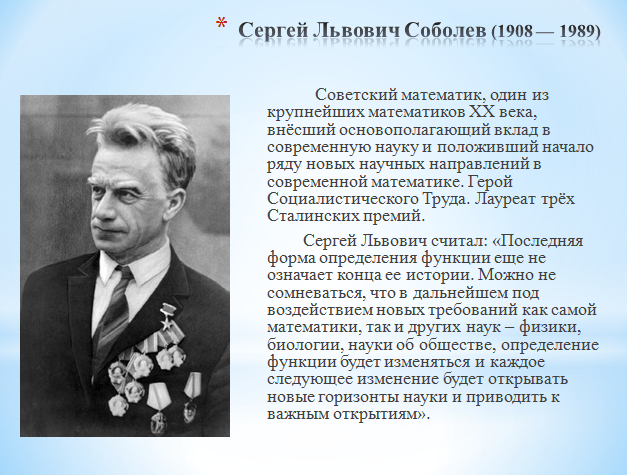 * Сергей Львович Соболев (1908 — 1989)
Советский математик, один из
крупнейших математиков XX века,
внёсший основополагающий вклад в
современную науку и положивший начало
ряду новых научных направлений в
современной математике. Герой
Социалистического Труда. Лауреат трёх
Сталинских премий.
Сергей Львович считал: «Последняя
форма определения функции еще не
означает конца ее истории. Можно не
сомневаться, что в дальнейшем под
воздействием новых требований как самой
математики, так и других наук – физики,
биологии, науки об обществе, определение
функции будет изменяться и каждое
следующее изменение будет открывать
новые горизонты науки и приводить к
важным открытиям».